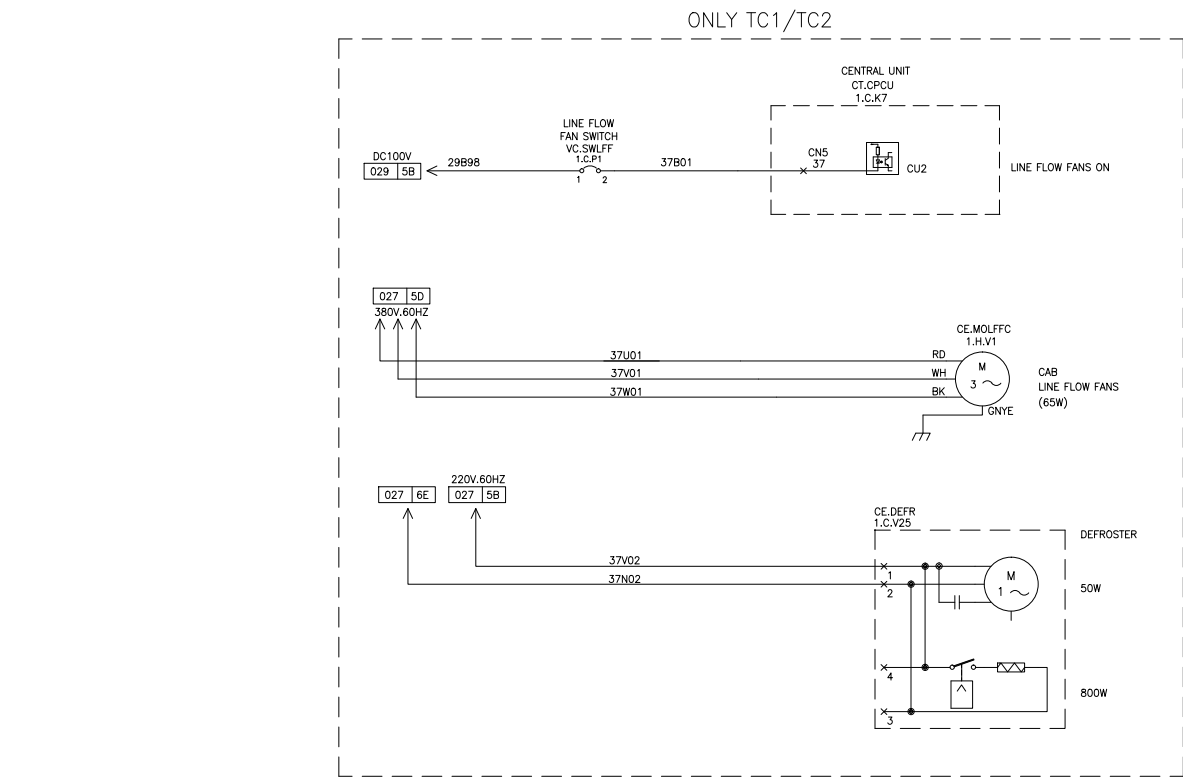 ONLY TC1/TC2
CENTRAL UNIT
CT.CPCU
1.C.K7
LINE FLOW
FAN SWITCH
VC.SWLFF
1.C.P1
1 2
DC100V
029 5B
29B98
37B01
CN5
37
CU2
LINE FLOW FANS ON
027 5D
380V.60HZ
37U01
37V01
37W01
RD
WH
BK
CE.MOLFFC
1.H.V1
M
3
GNYE
CAB
LINE FLOW FANS
(65W)
220V.60HZ
027 6E
027 5B
37V02
37N02
CE.DEFR
1.C.V25
DEFROSTER
1
2
M
1
50W
4
3
800W